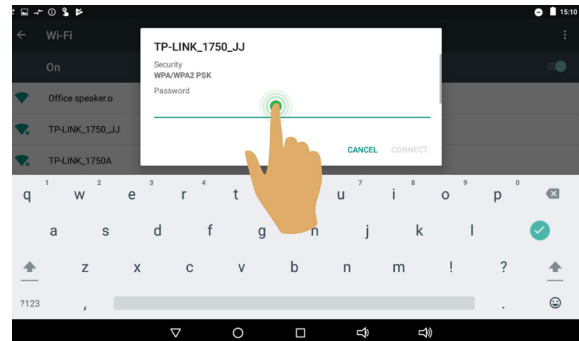 15:10
Wi-Fi
On
TP-LINK_1750_JJ
Security
WPA/WPA2 PSK
Password
CANCEL CONNECT
Office speaker.o
TP-LINK_1750_JJ
TP-LINK_1750A
1 2 3 4 7 8 9 0
q w e r t u i o p
a s d f g h j k l
z x c v b n m ! ?
?123 , .